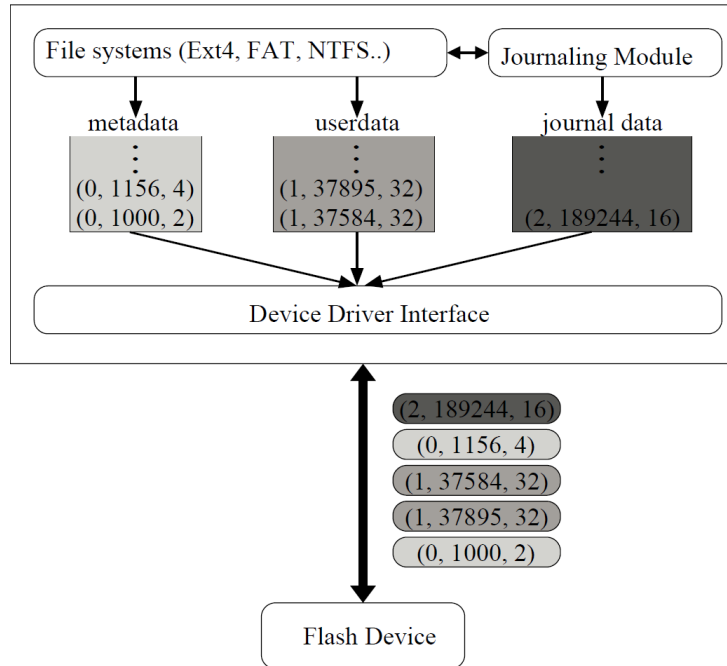 File systems (Ext4, FAT, NTFS..)
Journaling Module
metadata
userdata
journal data
(0, 1156, 4)
(1, 37895, 32)
(0, 1000, 2)
(1, 37584, 32)
(2, 189244, 16)
Device Driver Interface
(2, 189244, 16)
(0, 1156, 4)
(1, 37584, 32)
(1, 37895, 32)
(0, 1000, 2)
Flash Device